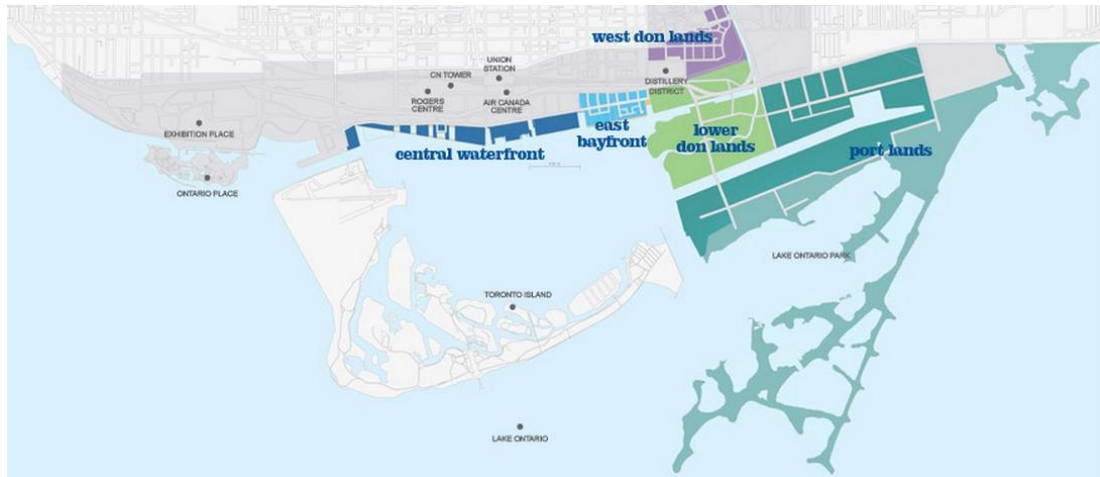 west don lands
UNION
STATION
CN TOWER
DISTILLERY
DISTRICT
ROGERS
CENTRE
AIR CANADA
CENTRE
EXHIBITION PLACE
east
bayfront
lower
don lands
central waterfront
port lands
ONTARIO PLACE
LAKE ONTARIO PARK
TORONTO ISLAND
LAKE ONTARIO